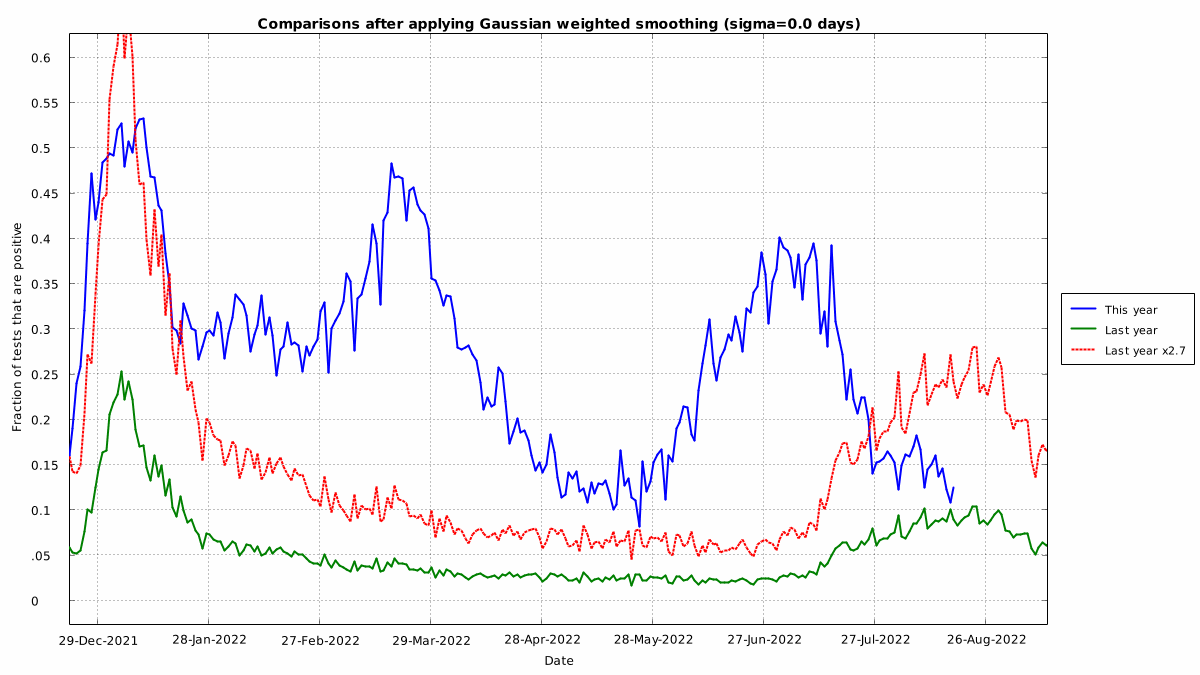 Comparisons after applying Gaussian weighted smoothing (sigma=0.0 days)
Fraction of tests that are positive
0.6
0.55
0.5
0.45
0.4
0.35
0.3
0.25
0.2
0.15
0.1
.05
0
29-Dec-2021 28-Jan-2022 27-Feb-2022 29-Mar-2022 28-Apr-2022 28-May-2022 27-Jun-2022 27-Jul-2022 26-Aug-2022
Date
This year
Last year
Last year x2.7